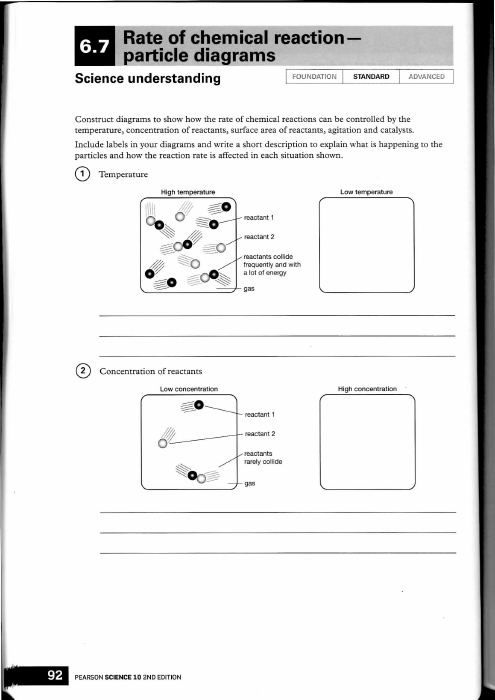 6.7
Rate of chemical reaction—
particle diagrams
Science understanding
FOUNDATION STANDARD ADVANCED
Construct diagrams to show how the rate of chemical reactions can be controlled by the
temperature, concentration of reactants, surface area of reactants, agitation and catalysts.
Include labels in your diagrams and write a short description to explain what is happening to the
particles and how the reaction rate is affected in each situation shown.
1 Temperature
High temperature
Low temperature
reactant 1
reactant 2
reactants collide
frequently and with
a lot of energy
gas
2 Concentration of reactants
Low concentration
High concentration
reactant 1
reactant 2
reactants
rarely collide
gas
92 PEARSON SCIENCE 10 2ND EDITION